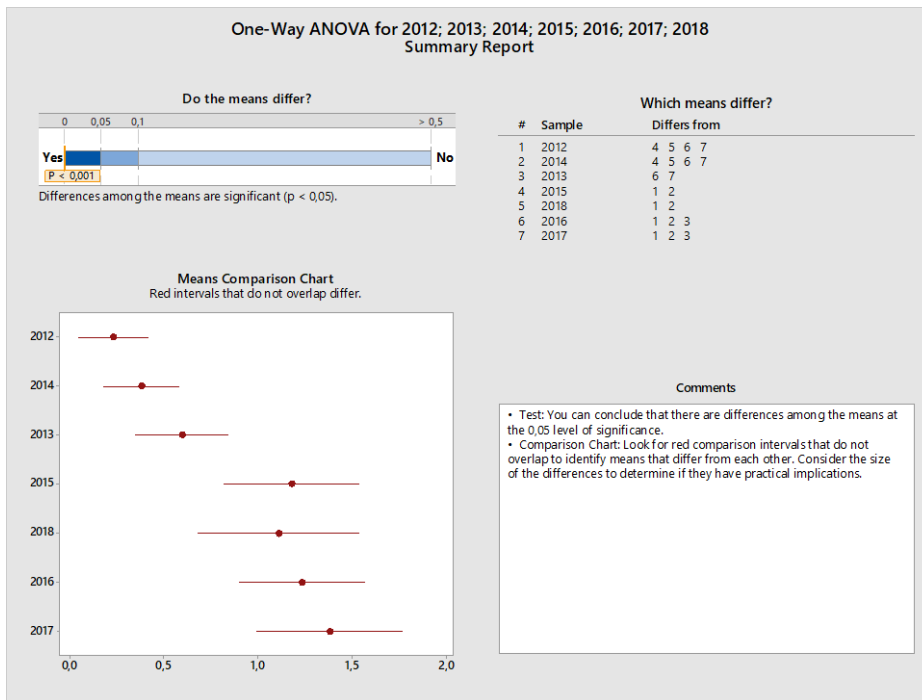 One-Way ANOVA for 2012; 2013; 2014; 2015; 2016; 2017; 2018
Summary Report
Do the means differ?
0 0,05 0,1 > 0,5
Yes No
P < 0,001
Differences among the means are significant (p < 0,05).
Which means differ?
# Sample Differs from
1 2012 4 5 6 7
2 2014 4 5 6 7
3 2013 6 7
4 2015 1 2
5 2018 1 2
6 2016 1 2 3
7 2017 1 2 3
Means Comparison Chart
Red intervals that do not overlap differ.
2012
2014
2013
2015
2018
2016
2017
0,0 0,5 1,0 1,5 2,0
Comments
• Test: You can conclude that there are differences among the means at
the 0,05 level of significance.
• Comparison Chart: Look for red comparison intervals that do not
overlap to identify means that differ from each other. Consider the size
of the differences to determine if they have practical implications.